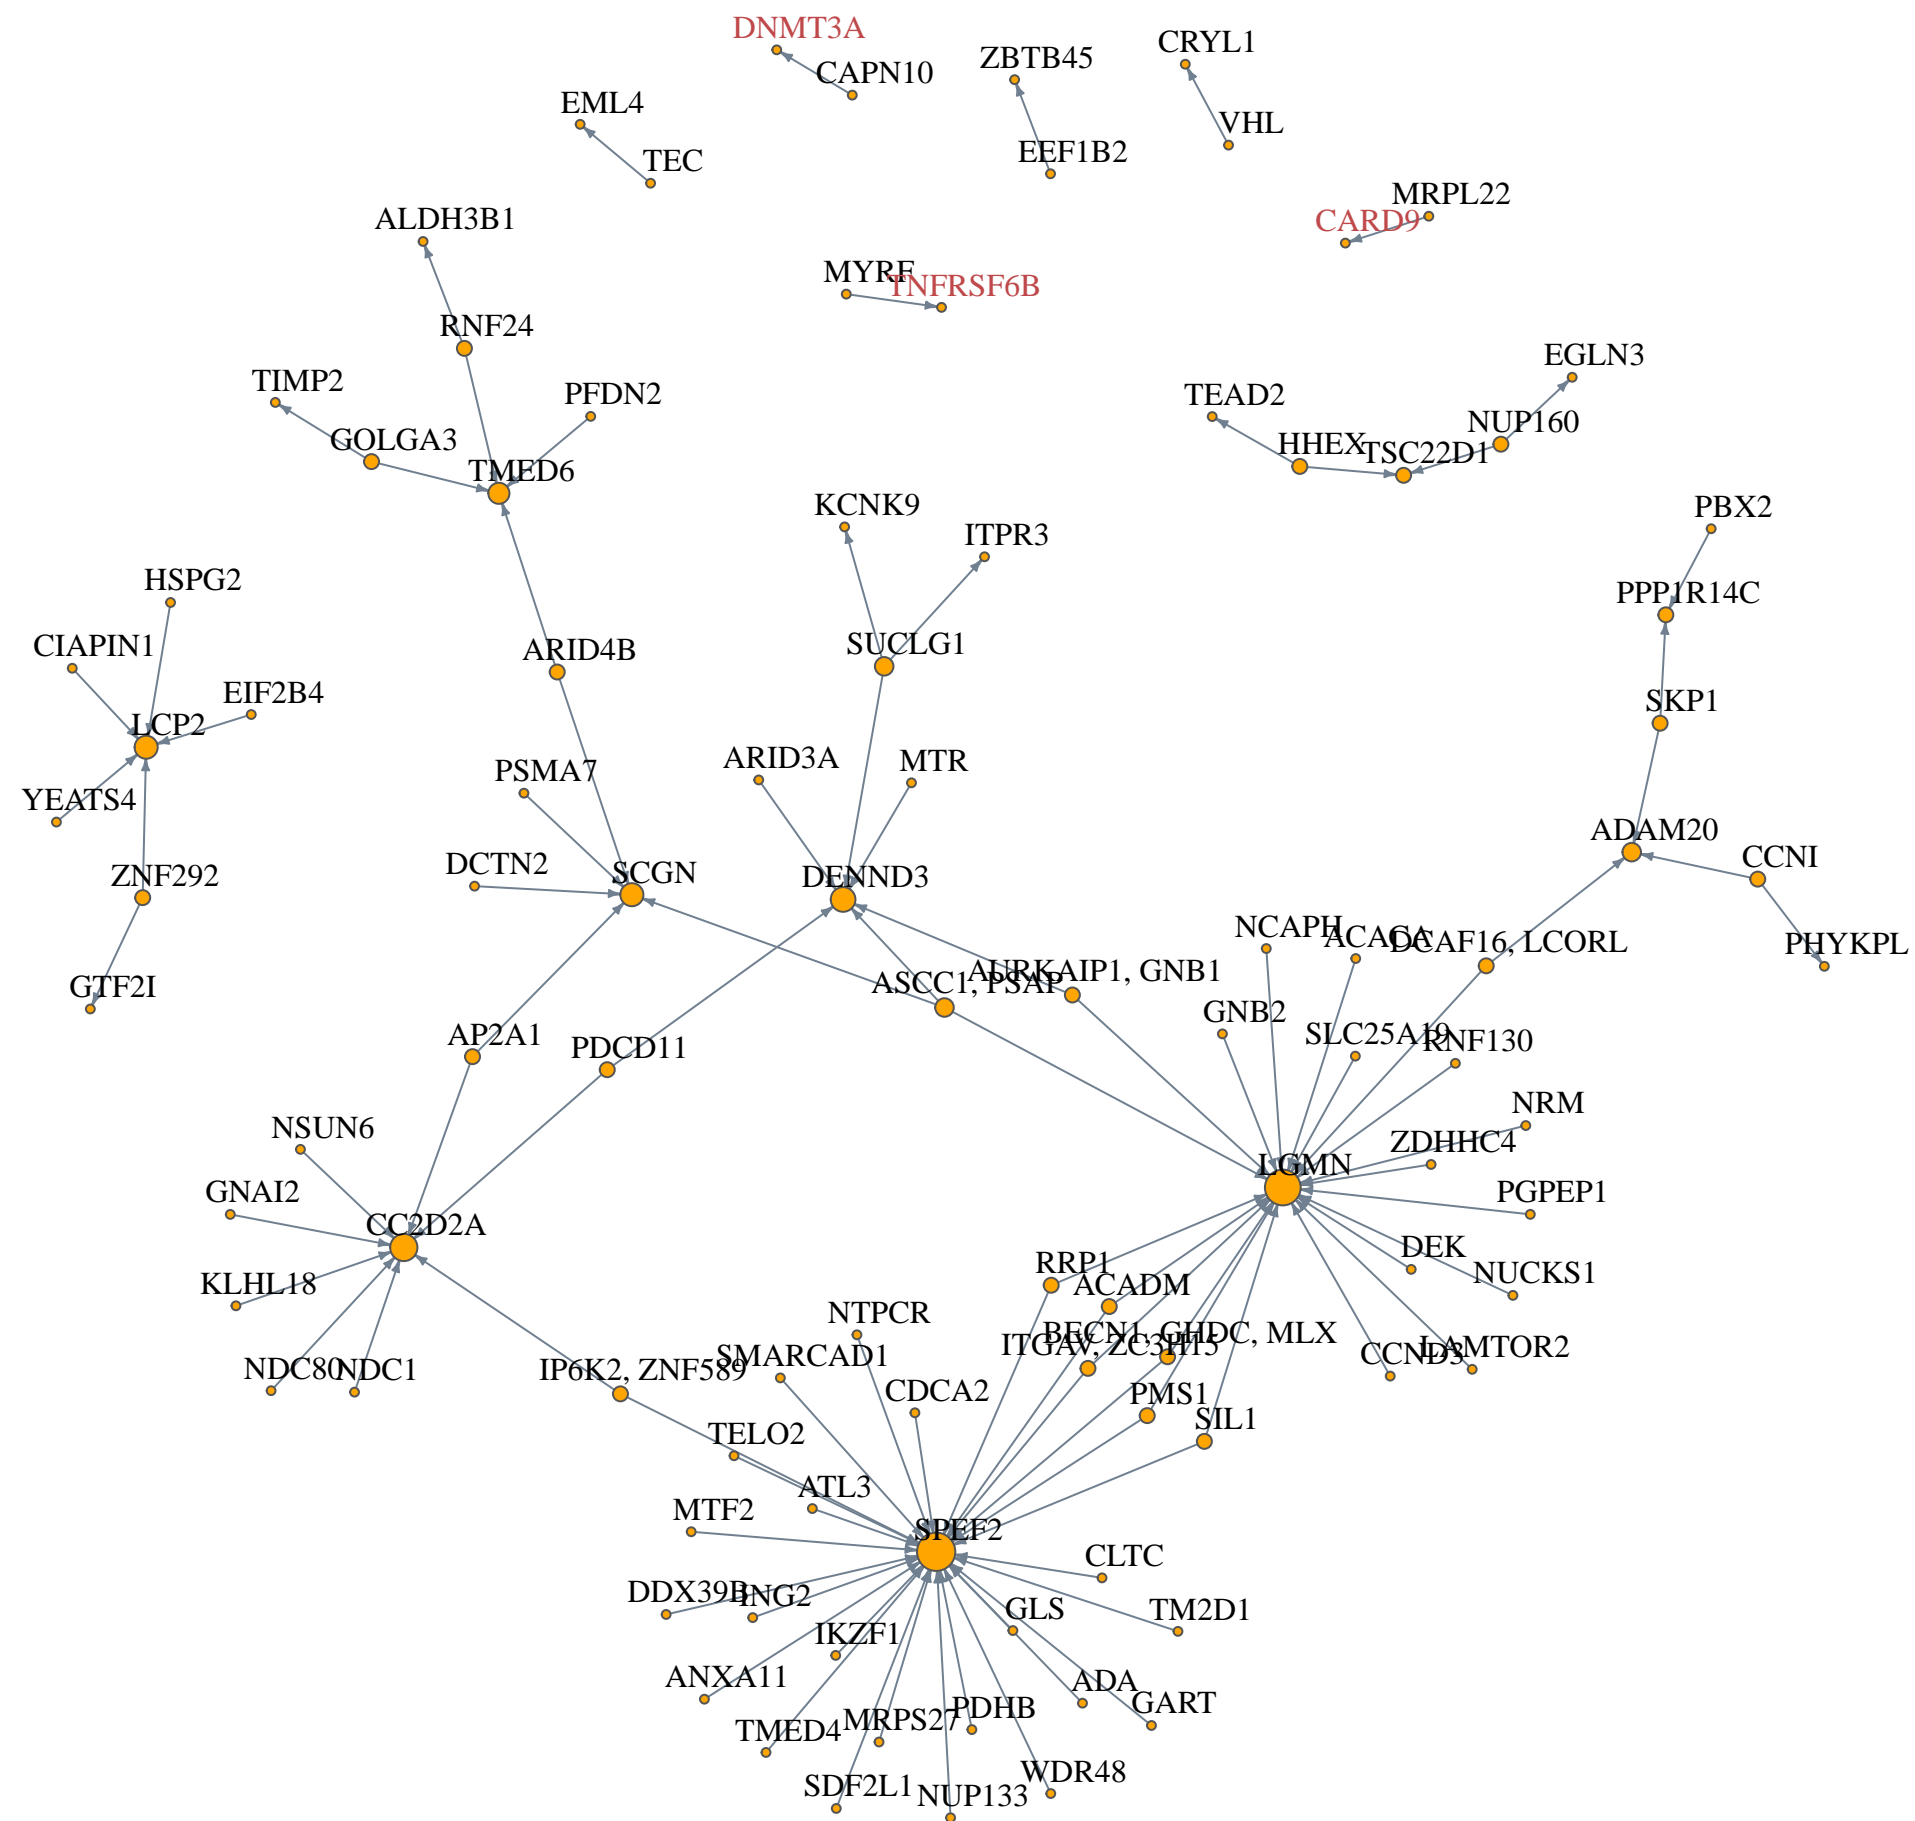 DNMT3A
CAPN10
ZBTB45
CRYL1
EML4
TEC
EEF1B2
VHL
MRPL22
CARD9
ALDH3B1
MYRF
TNFRSF6B
RNF24
TIMP2
PFDN2
GOLGA3
TMED6
EGLN3
TEAD2
NUP160
HHEX
TSC22D1
KCNK9
ITPR3
PBX2
HSPG2
PPP1R14C
CIAPIN1
ARID4B
SUCLG1
EIF2B4
LCP2
SKP1
PSMA7
ARID3A
MTR
YEATS4
ADAM20
CCNI
DCTN2
SCGN
DENND3
ZNF292
NCAPH
ACACA
DCAF16, LCORL
PHYKPL
GTF2I
ASCC1, PSAP
AURKAIP1, GNB1
GNB2
SLC25A19
RNF130
AP2A1
PDCD11
NSUN6
NRM
ZDHHC4
LGMN
GNAI2
PGPEP1
CC2D2A
DEK
NUCKS1
KLHL18
RRP1
ACADM
NTPCR
BECN1, GHDC, MLX
ITGAV, ZC3H15
SMARCAD1
CCND3
LAMTOR2
NDC80
NDC1
IP6K2, ZNF589
CDCA2
PMS1
SIL1
TELO2
ATL3
MTF2
SPEF2
CLTC
DDX39B
ING2
GLS
TM2D1
IKZF1
ANXA11
ADA
GART
TMED4
MRPS27
PDHB
SDF2L1
NUP133
WDR48